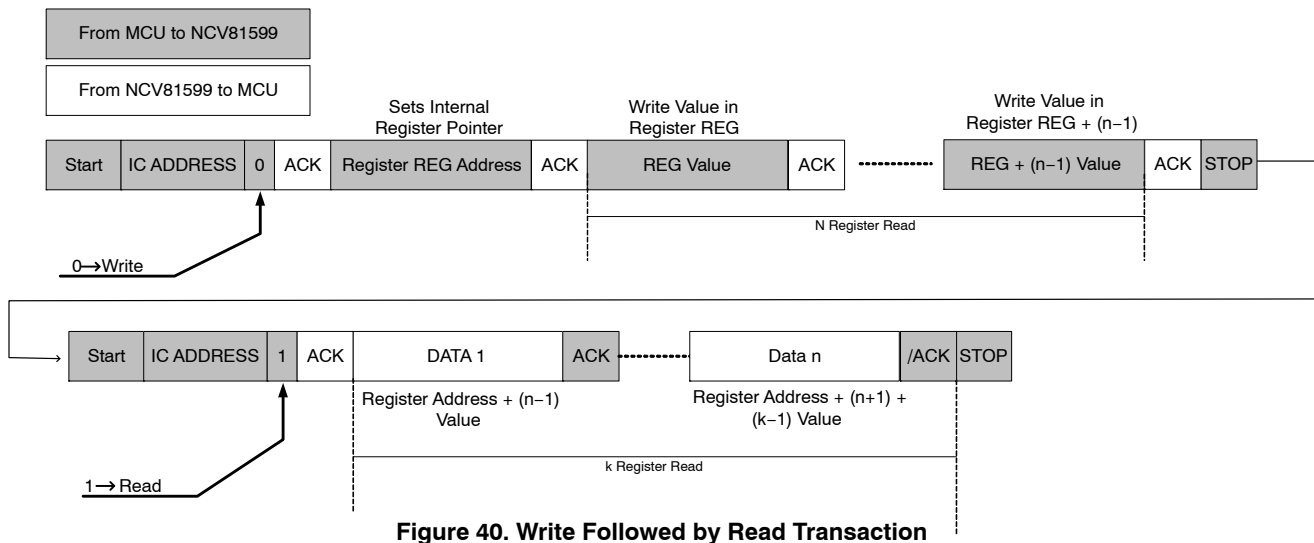 From MCU to NCV81599
From NCV81599 to MCU
Sets Internal
Register Pointer
Write Value in
Register REG
Write Value in
Register REG + (n−1)
Start IC ADDRESS 0 ACK Register REG Address ACK REG Value ACK REG + (n−1) Value ACK STOP
N Register Read
0→Write
Start IC ADDRESS 1 ACK DATA 1 ACK Data n /ACK STOP
Register Address + (n−1)
Value
Register Address + (n+1) +
(k−1) Value
k Register Read
1→Read
Figure 40. Write Followed by Read Transaction